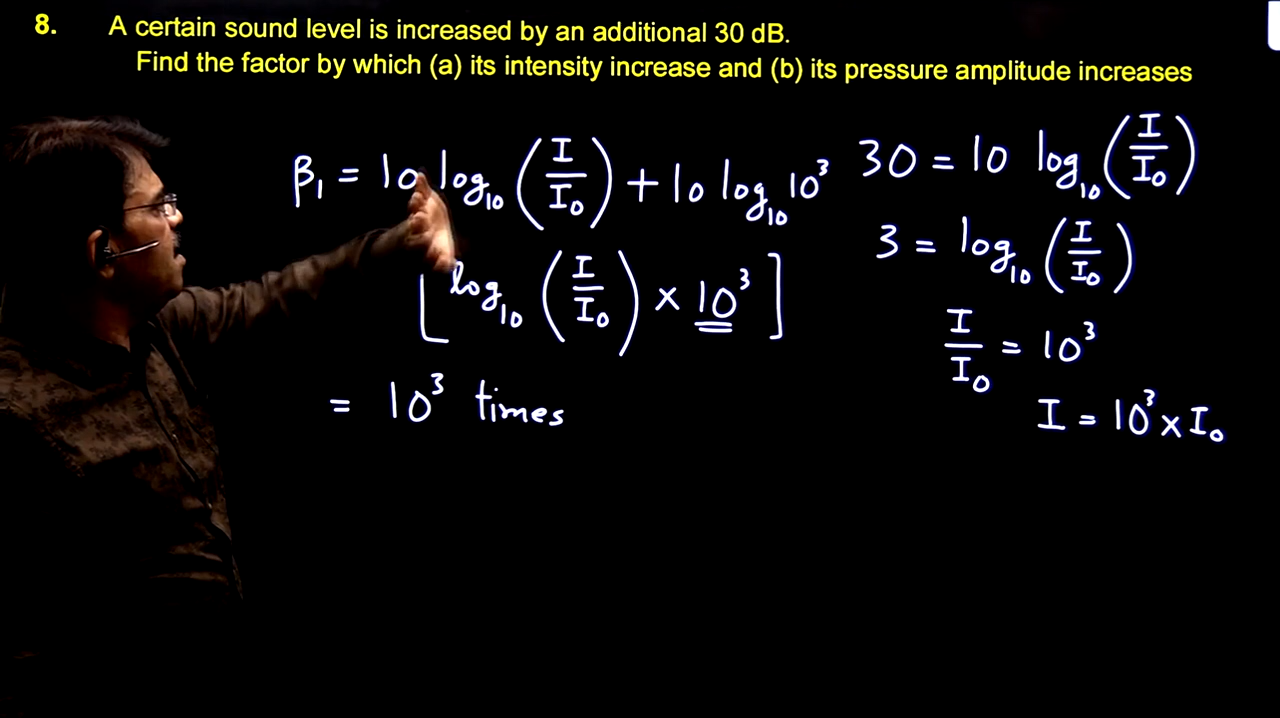 8. A certain sound level is increased by an additional 30 dB.
Find the factor by which (a) its intensity increase and (b) its pressure amplitude increases
β₁ = 10 log₁₀ (I/I₀) + 10 log₁₀ 10³
[log₁₀ (I/I₀) × 10³]
= 10³ times
30 = 10 log₁₀ (I/I₀)
3 = log₁₀ (I/I₀)
I/I₀ = 10³
I = 10³ × I₀